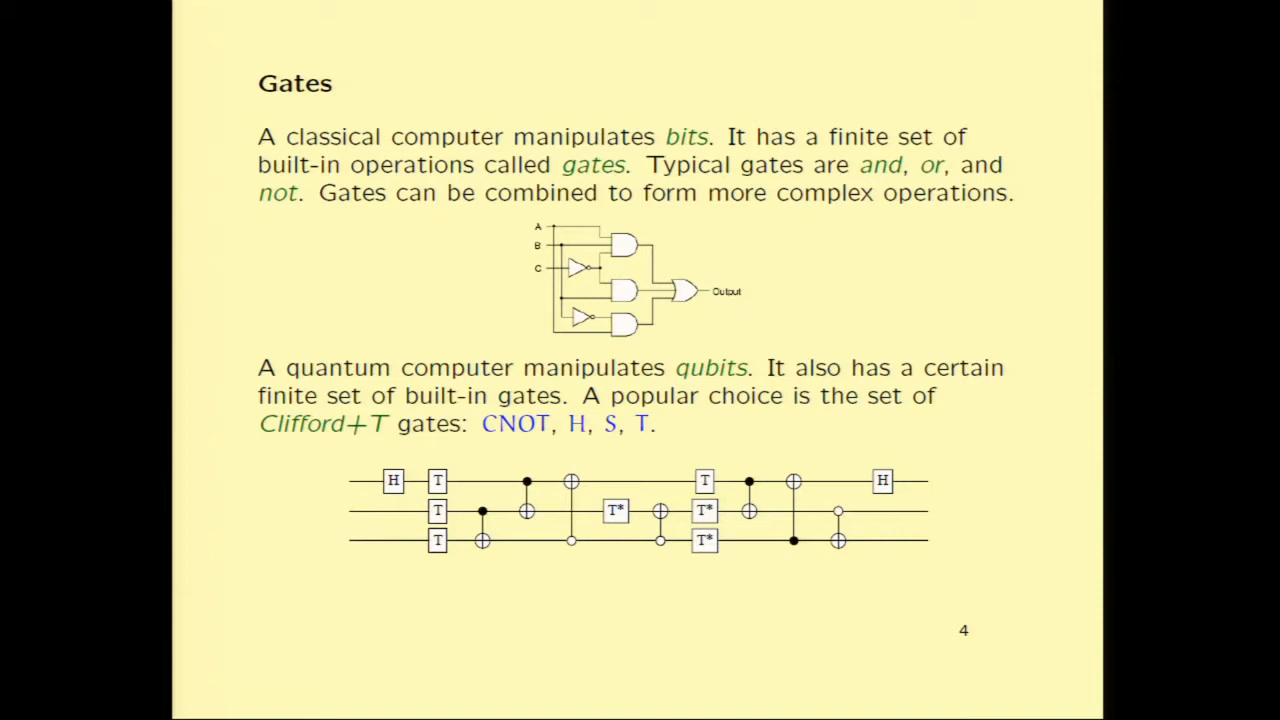 Gates
A classical computer manipulates bits. It has a finite set of
built-in operations called gates. Typical gates are and, or, and
not. Gates can be combined to form more complex operations.
A
B
C
Output
A quantum computer manipulates qubits. It also has a certain
finite set of built-in gates. A popular choice is the set of
Clifford+T gates: CNOT, H, S, T.
H T T H
T T* T*
T T*
4